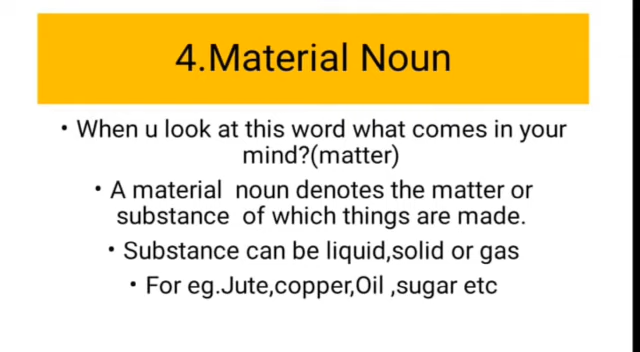 4.Material Noun
• When u look at this word what comes in your
mind?(matter)
• A material noun denotes the matter or
substance of which things are made.
• Substance can be liquid,solid or gas
• For eg.Jute,copper,Oil ,sugar etc